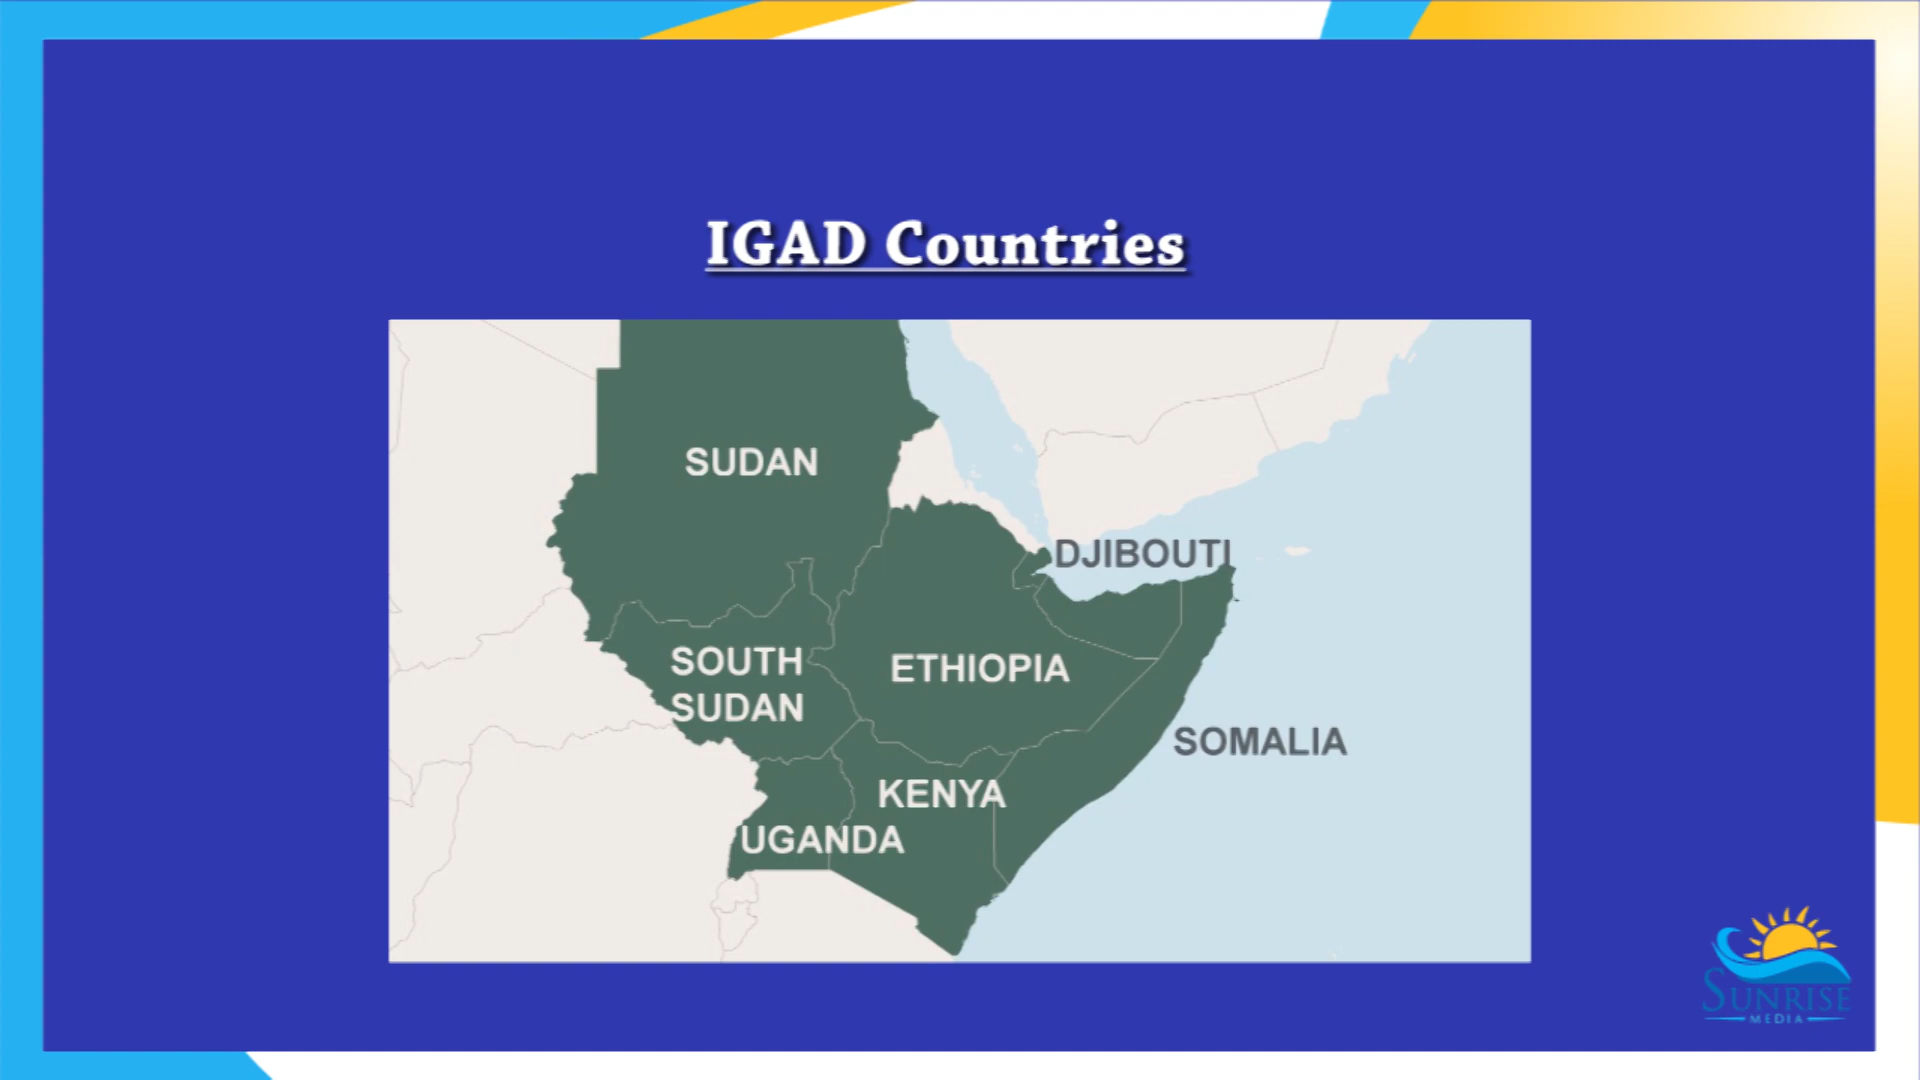 IGAD Countries
SUDAN
DJIBOUTI
SOUTH
SUDAN
ETHIOPIA
SOMALIA
KENYA
UGANDA
SUNRISE
MEDIA